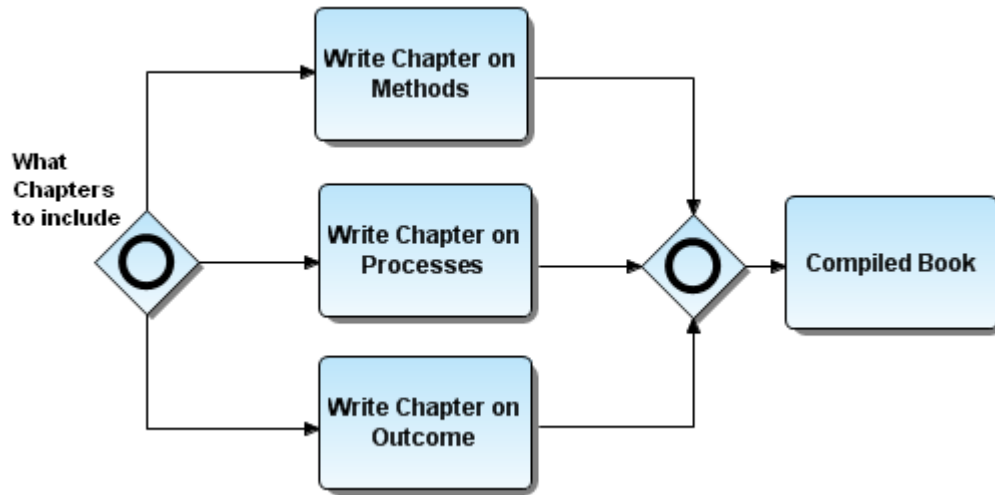 Write Chapter on
Methods
What
Chapters
to include
Write Chapter on
Processes
Compiled Book
Write Chapter on
Outcome